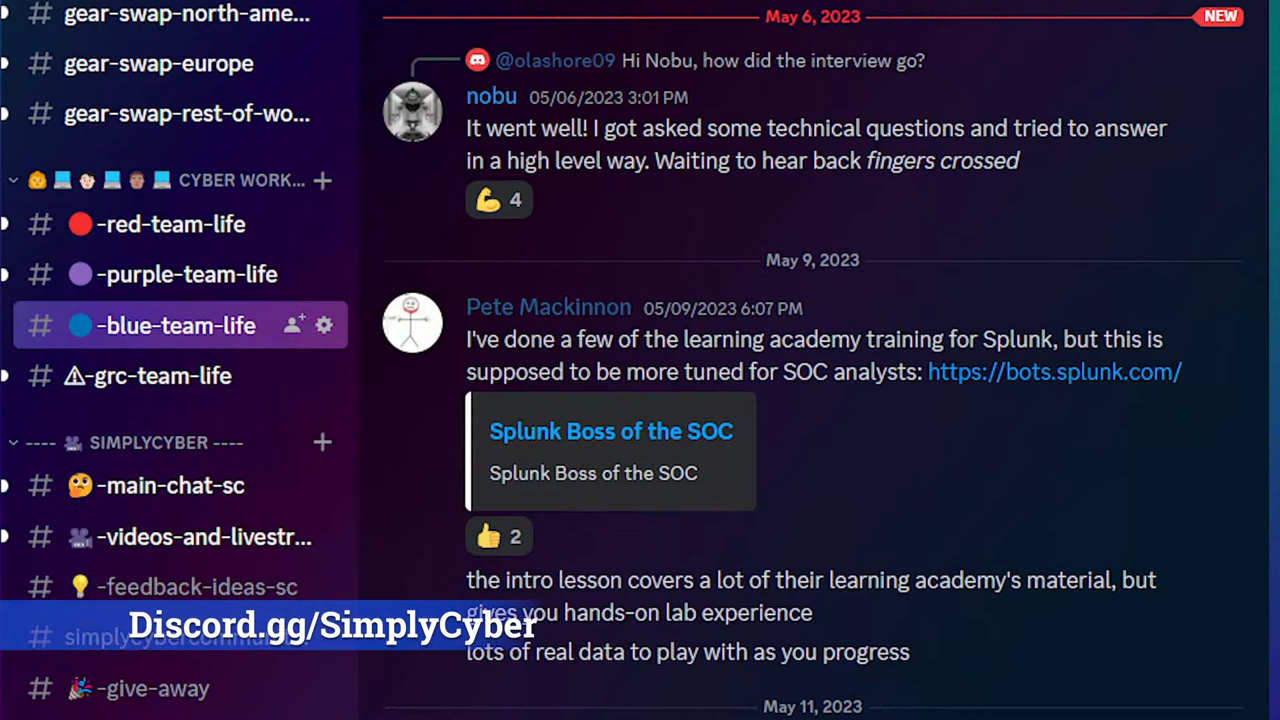 # gear-swap-north-ame...
# gear-swap-europe
# gear-swap-rest-of-wo...
CYBER WORK... +
# 🔴-red-team-life
# 🟣-purple-team-life
# 🔵-blue-team-life
# ⚠-grc-team-life
---- 🎥 SIMPLYCYBER ---- +
# 🤔-main-chat-sc
# 🎥-videos-and-livestr...
# 💡-feedback-ideas-sc
Discord.gg/SimplyCyber
# 🎉-give-away
May 6, 2023 NEW
@olashore09 Hi Nobu, how did the interview go?
nobu 05/06/2023 3:01 PM
It went well! I got asked some technical questions and tried to answer
in a high level way. Waiting to hear back fingers crossed
💪 4
May 9, 2023
Pete Mackinnon 05/09/2023 6:07 PM
I've done a few of the learning academy training for Splunk, but this is
supposed to be more tuned for SOC analysts: https://bots.splunk.com/
Splunk Boss of the SOC
Splunk Boss of the SOC
👍 2
the intro lesson covers a lot of their learning academy's material, but
gives you hands-on lab experience
lots of real data to play with as you progress
May 11, 2023